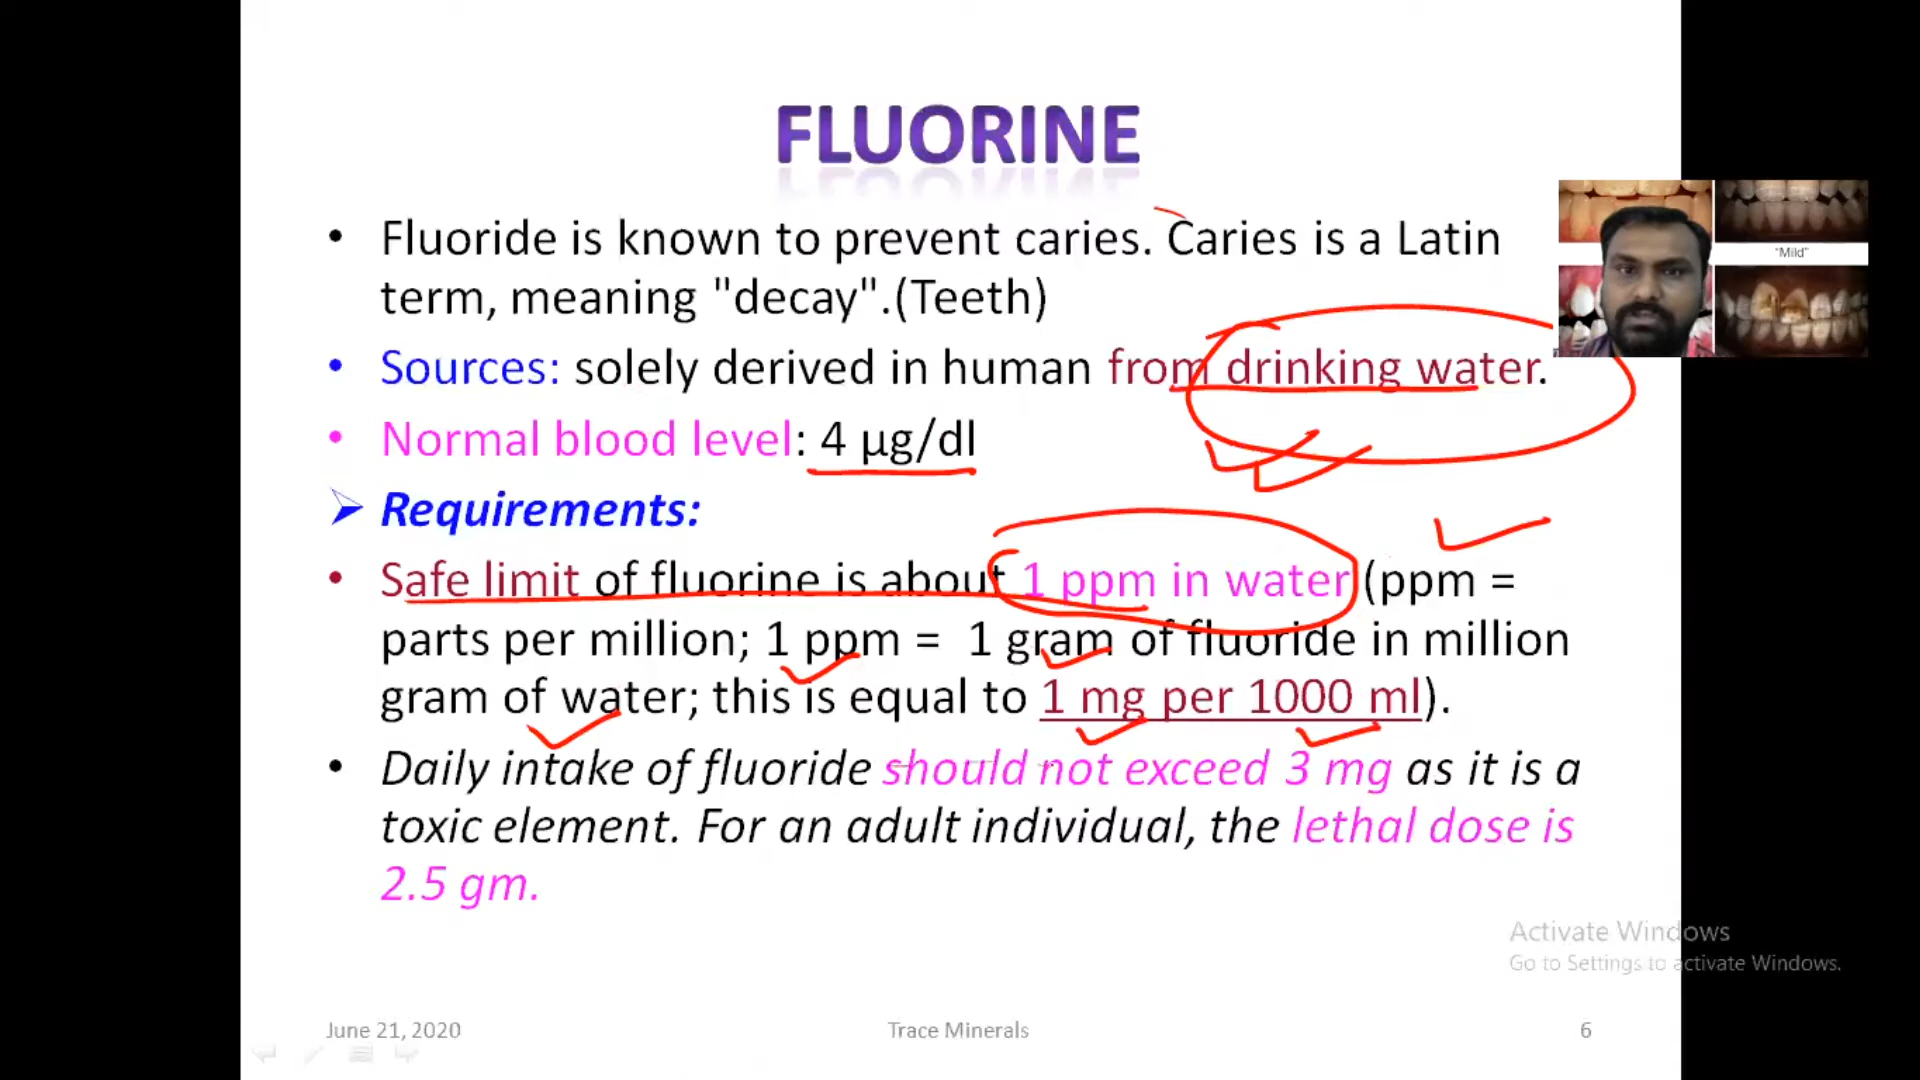 FLUORINE
• Fluoride is known to prevent caries. Caries is a Latin
term, meaning "decay".(Teeth)
"Mild"
• Sources: solely derived in human from drinking water.
• Normal blood level: 4 µg/dl
➢ Requirements:
• Safe limit of fluorine is about 1 ppm in water (ppm =
parts per million; 1 ppm = 1 gram of fluoride in million
gram of water; this is equal to 1 mg per 1000 ml).
• Daily intake of fluoride should not exceed 3 mg as it is a
toxic element. For an adult individual, the lethal dose is
2.5 gm.
Activate Windows
Go to Settings to activate Windows.
June 21, 2020
Trace Minerals
6